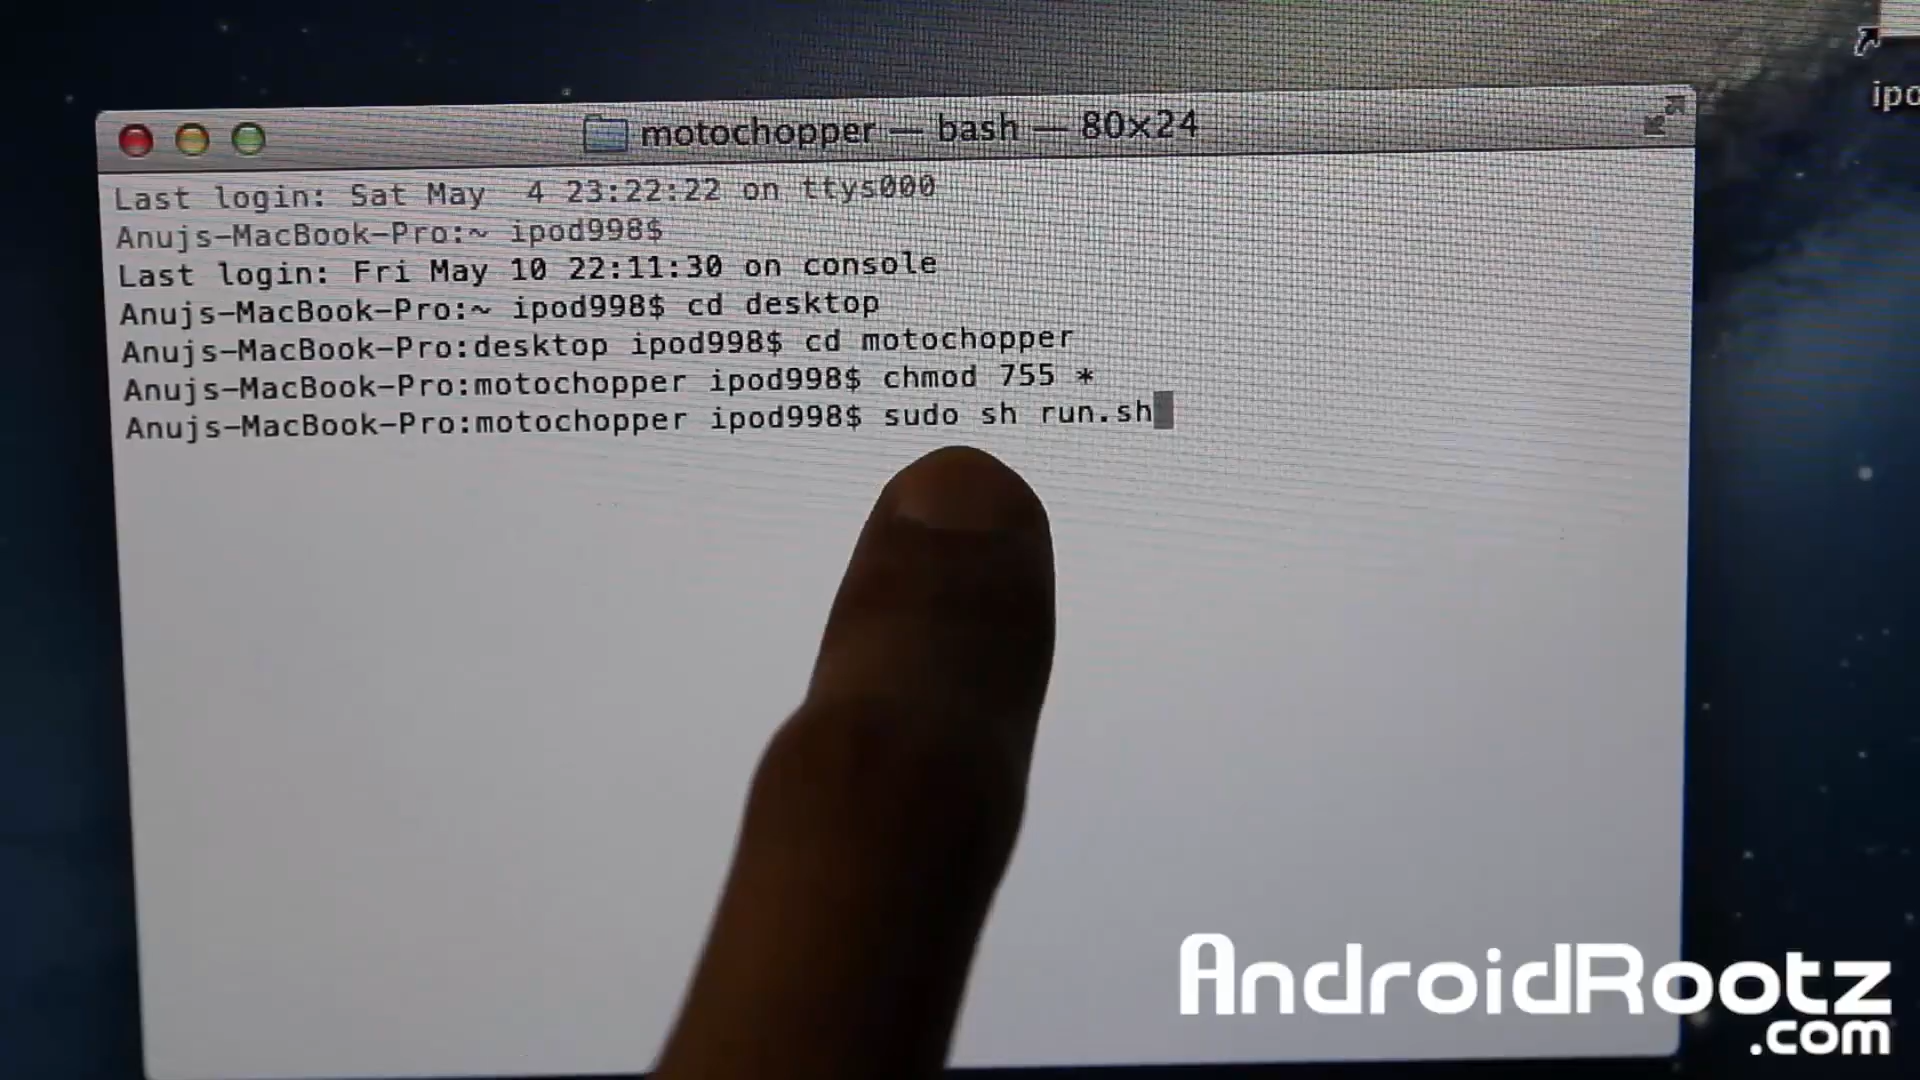 ipo
motochopper — bash — 80×24
Last login: Sat May  4 23:22:22 on ttys000
Anujs-MacBook-Pro:~ ipod998$
Last login: Fri May 10 22:11:30 on console
Anujs-MacBook-Pro:~ ipod998$ cd desktop
Anujs-MacBook-Pro:desktop ipod998$ cd motochopper
Anujs-MacBook-Pro:motochopper ipod998$ chmod 755 *
Anujs-MacBook-Pro:motochopper ipod998$ sudo sh run.sh
AndroidRootz
.com